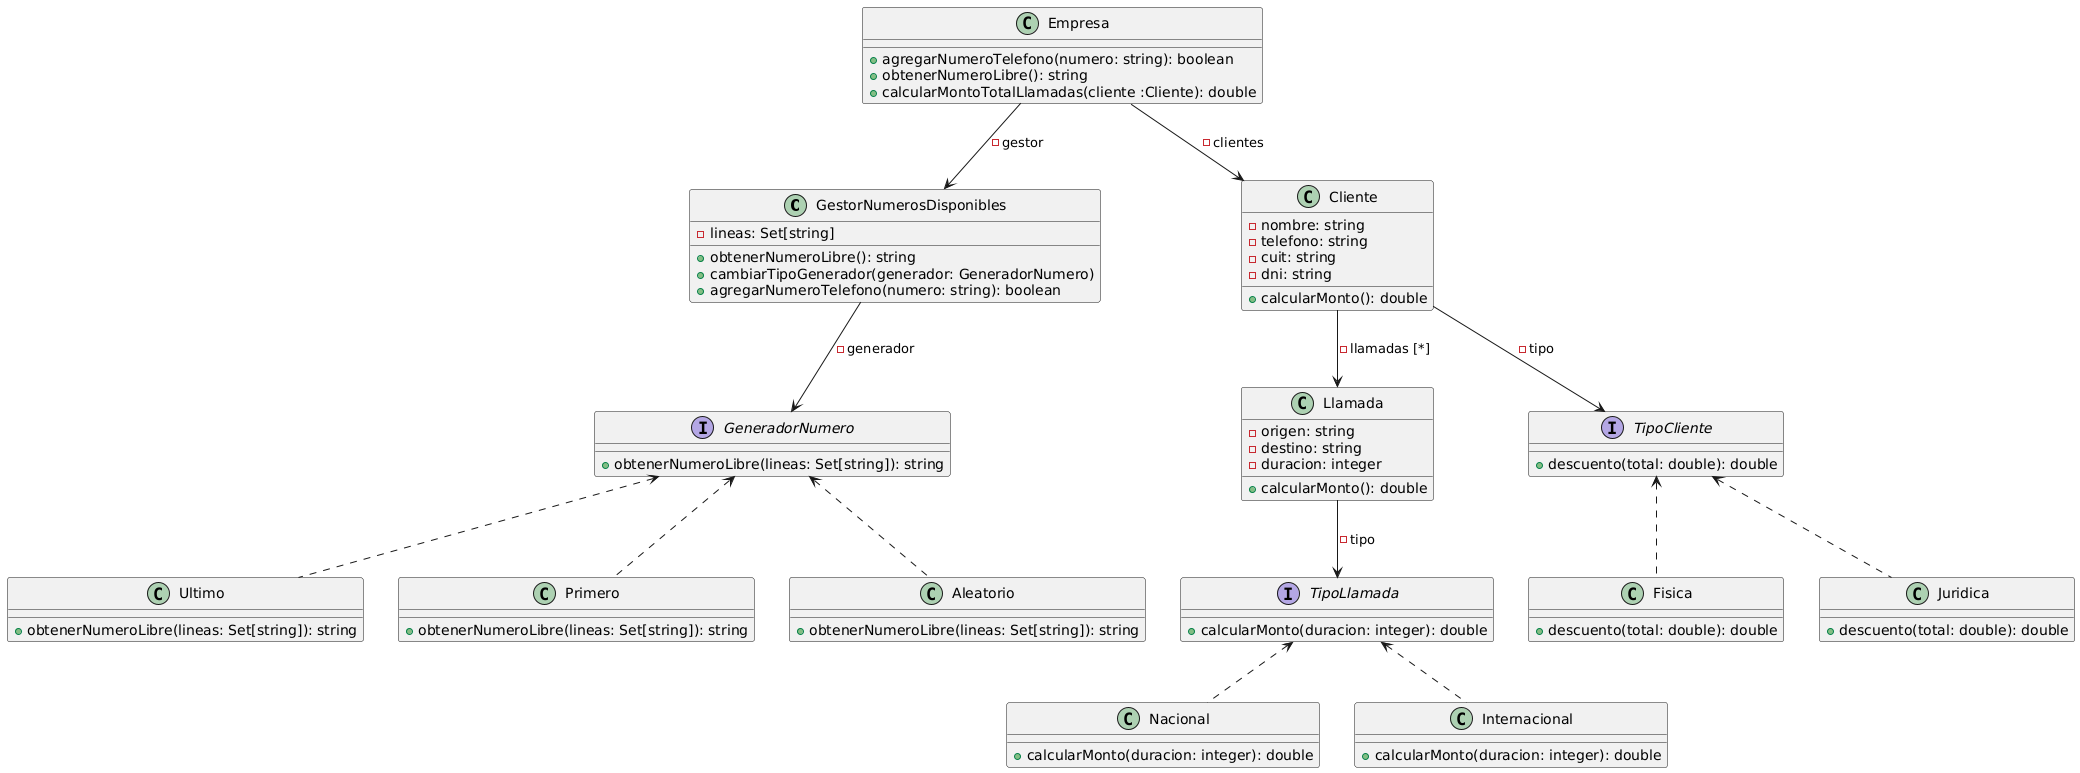 Empresa
agregarNumeroTelefono(numero: string): boolean
obtenerNumeroLibre(): string
calcularMontoTotalLlamadas(cliente :Cliente): double
gestor
clientes
C GestorNumerosDisponibles
lineas: Set[string]
obtenerNumeroLibre(): string
cambiarTipoGenerador(generador: GeneradorNumero)
agregarNumeroTelefono(numero: string): boolean
C Cliente
nombre: string
telefono: string
cuit: string
dni: string
calcularMonto(): double
generador
llamadas [*]
tipo
I GeneradorNumero
obtenerNumeroLibre(lineas: Set[string]): string
C Llamada
origen: string
destino: string
duracion: integer
calcularMonto(): double
I TipoCliente
descuento(total: double): double
tipo
C Ultimo
obtenerNumeroLibre(lineas: Set[string]): string
C Primero
obtenerNumeroLibre(lineas: Set[string]): string
C Aleatorio
obtenerNumeroLibre(lineas: Set[string]): string
I TipoLlamada
calcularMonto(duracion: integer): double
C Fisica
descuento(total: double): double
C Juridica
descuento(total: double): double
C Nacional
calcularMonto(duracion: integer): double
C Internacional
calcularMonto(duracion: integer): double